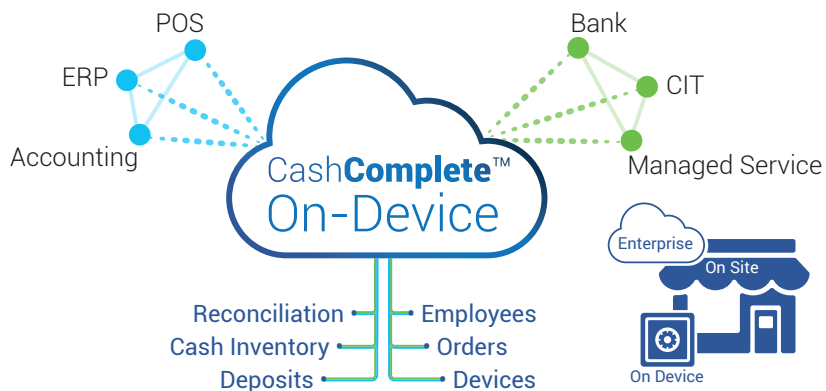 POS
ERP
Accounting
Bank
CIT
Managed Service
CashComplete™
On-Device
Reconciliation
Cash Inventory
Deposits
Employees
Orders
Devices
Enterprise
On Site
On Device